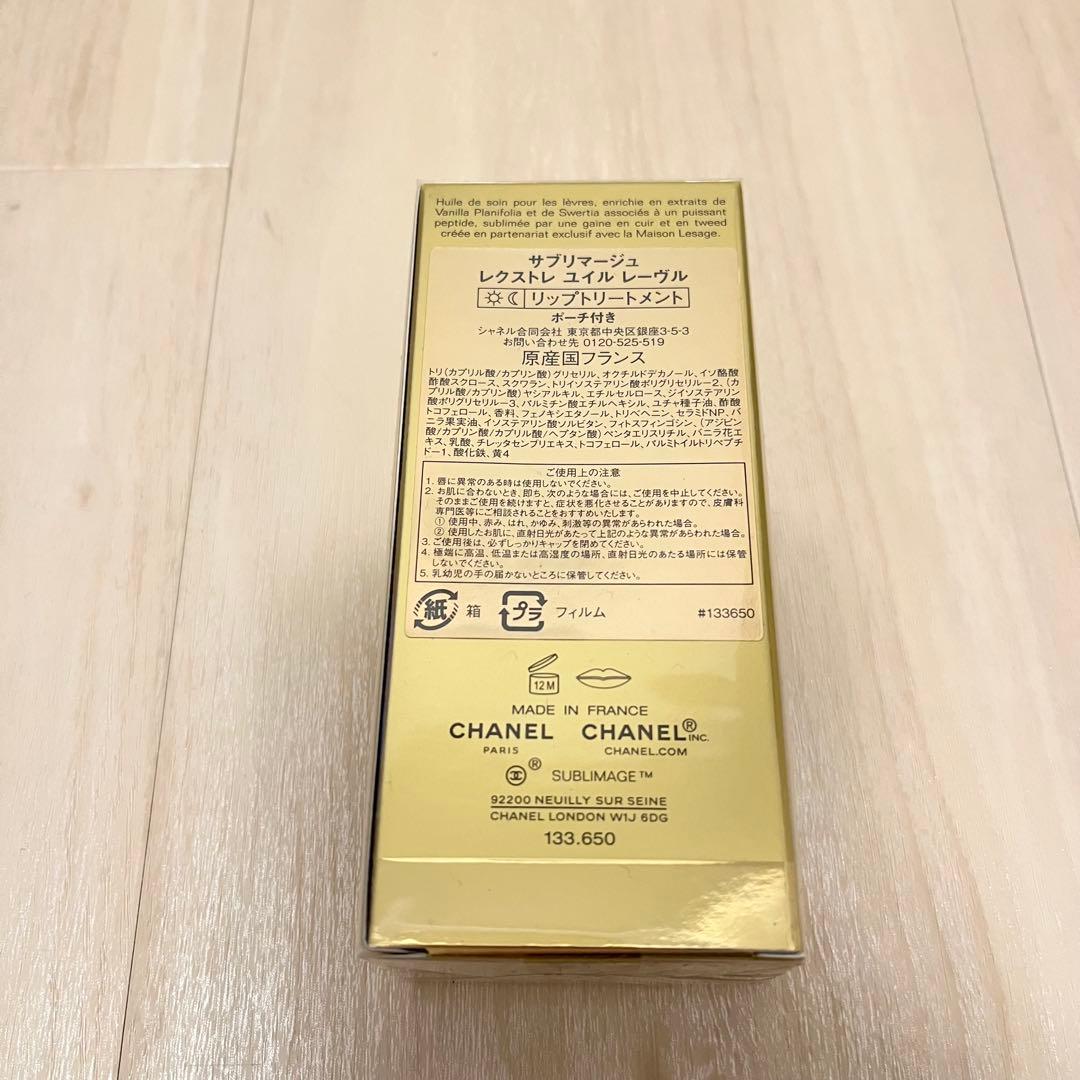 Huile de soin pour les lèvres, enrichie en extraits de
Vanilla Planifolia et de Swertia associés à un puissant
peptide, sublimée par une gaine en cuir et en tweed
créée en partenariat exclusif avec la Maison Lesage.
サブリマージュ
レクストレ ユイル レーヴル
リップトリートメント
ポーチ付き
シャネル合同会社 東京都中央区銀座3-5-3
お問い合わせ先 0120-525-519
原産国フランス
トリ(カプリル酸/カプリン酸)グリセリル、オクチルドデカノール、イソ酪酸
酢酸スクロース、スクワラン、トリイソステアリン酸ポリグリセリル-2、(カ
プリル酸/カプリン酸)ヤシアルキル、エチルセルロース、ジイソステアリン
酸ポリグリセリル-3、パルミチン酸エチルヘキシル、ユチャ種子油、酢酸
トコフェロール、香料、フェノキシエタノール、トリベヘニン、セラミドNP、バ
ニラ果実油、イソステアリン酸ソルビタン、フィトスフィンゴシン、(アジピン
酸/カプリン酸/カプリル酸/ヘプタン酸)ペンタエリスリチル、バニラ花エ
キス、乳酸、チレッタセンブリエキス、トコフェロール、パルミトイルトリペプチ
ド-1、酸化鉄、黄4
ご使用上の注意
1. 唇に異常のある時は使用しないでください。
2. お肌に合わないとき、即ち、次のような場合には、ご使用を中止してください。
そのままご使用を続けますと、症状を悪化させることがありますので、皮膚科
専門医等にご相談されることをおすすめいたします。
① 使用中、赤み、はれ、かゆみ、刺激等の異常があらわれた場合。
② 使用したお肌に、直射日光があたって上記のような異常があらわれた場合。
3. ご使用後は、必ずしっかりキャップを閉めてください。
4. 極端に高温、低温または高湿度の場所、直射日光のあたる場所には保管
しないでください。
5. 乳幼児の手の届かないところに保管してください。
紙 箱 プラ フィルム #133650
12M
MADE IN FRANCE
CHANEL CHANEL® INC.
PARIS CHANEL.COM
® SUBLIMAGE™
92200 NEUILLY SUR SEINE
CHANEL LONDON W1J 6DG
133.650